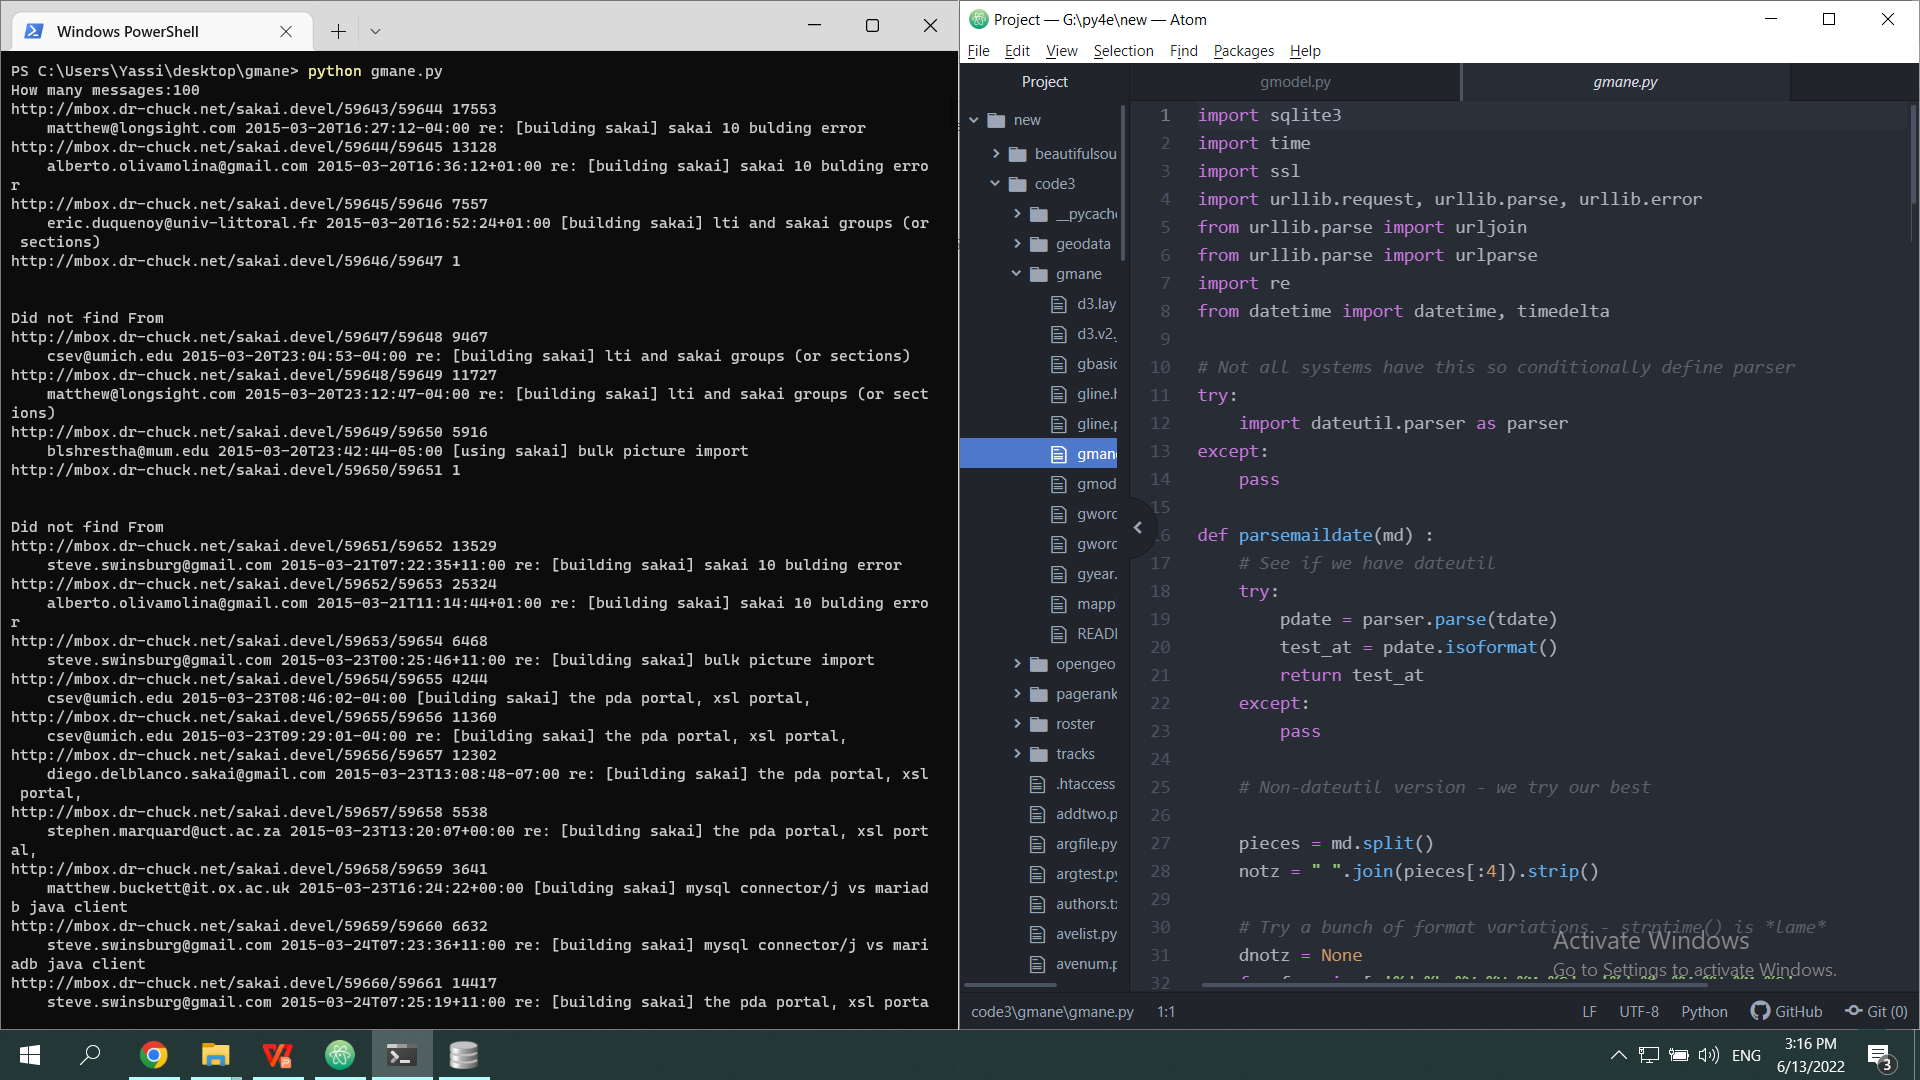 Windows PowerShell
PS C:\Users\Yassi\desktop\gmane> python gmane.py
How many messages:100
http://mbox.dr-chuck.net/sakai.devel/59643/59644 17553
matthew@longsight.com 2015-03-20T16:27:12-04:00 re: [building sakai] sakai 10 bulding error
http://mbox.dr-chuck.net/sakai.devel/59644/59645 13128
alberto.olivamolina@gmail.com 2015-03-20T16:36:12+01:00 re: [building sakai] sakai 10 bulding erro
r
http://mbox.dr-chuck.net/sakai.devel/59645/59646 7557
eric.duquenoy@univ-littoral.fr 2015-03-20T16:52:24+01:00 [building sakai] lti and sakai groups (or
sections)
http://mbox.dr-chuck.net/sakai.devel/59646/59647 1
Did not find From
http://mbox.dr-chuck.net/sakai.devel/59647/59648 9467
csev@umich.edu 2015-03-20T23:04:53-04:00 re: [building sakai] lti and sakai groups (or sections)
http://mbox.dr-chuck.net/sakai.devel/59648/59649 11727
matthew@longsight.com 2015-03-20T23:12:47-04:00 re: [building sakai] lti and sakai groups (or sect
ions)
http://mbox.dr-chuck.net/sakai.devel/59649/59650 5916
blshrestha@mum.edu 2015-03-20T23:42:44-05:00 [using sakai] bulk picture import
http://mbox.dr-chuck.net/sakai.devel/59650/59651 1
Did not find From
http://mbox.dr-chuck.net/sakai.devel/59651/59652 13529
steve.swinsburg@gmail.com 2015-03-21T07:22:35+11:00 re: [building sakai] sakai 10 bulding error
http://mbox.dr-chuck.net/sakai.devel/59652/59653 25324
alberto.olivamolina@gmail.com 2015-03-21T11:14:44+01:00 re: [building sakai] sakai 10 bulding erro
r
http://mbox.dr-chuck.net/sakai.devel/59653/59654 6468
steve.swinsburg@gmail.com 2015-03-23T00:25:46+11:00 re: [building sakai] bulk picture import
http://mbox.dr-chuck.net/sakai.devel/59654/59655 4244
csev@umich.edu 2015-03-23T08:46:02-04:00 [building sakai] the pda portal, xsl portal,
http://mbox.dr-chuck.net/sakai.devel/59655/59656 11360
csev@umich.edu 2015-03-23T09:29:01-04:00 re: [building sakai] the pda portal, xsl portal,
http://mbox.dr-chuck.net/sakai.devel/59656/59657 12302
diego.delblanco.sakai@gmail.com 2015-03-23T13:08:48-07:00 re: [building sakai] the pda portal, xsl
portal,
http://mbox.dr-chuck.net/sakai.devel/59657/59658 5538
stephen.marquard@uct.ac.za 2015-03-23T13:20:07+00:00 re: [building sakai] the pda portal, xsl port
al,
http://mbox.dr-chuck.net/sakai.devel/59658/59659 3641
matthew.buckett@it.ox.ac.uk 2015-03-23T16:24:22+00:00 [building sakai] mysql connector/j vs mariad
b java client
http://mbox.dr-chuck.net/sakai.devel/59659/59660 6632
steve.swinsburg@gmail.com 2015-03-24T07:23:36+11:00 re: [building sakai] mysql connector/j vs mari
adb java client
http://mbox.dr-chuck.net/sakai.devel/59660/59661 14417
steve.swinsburg@gmail.com 2015-03-24T07:25:19+11:00 re: [building sakai] the pda portal, xsl porta
Project — G:\py4e\new — Atom
File Edit View Selection Find Packages Help
Project
new
beautifulsou
code3
__pycach
geodata
gmane
d3.lay
d3.v2.
gbasic
gline.h
gline.p
gman
gmod
gword
gword
gyear.
mapp
READI
opengeo
pagerank
roster
tracks
.htaccess
addtwo.p
argfile.py
argtest.py
authors.tx
avelist.py
avenum.p
gmodel.py
gmane.py
1 import sqlite3
2 import time
3 import ssl
4 import urllib.request, urllib.parse, urllib.error
5 from urllib.parse import urljoin
6 from urllib.parse import urlparse
7 import re
8 from datetime import datetime, timedelta
9
10 # Not all systems have this so conditionally define parser
11 try:
12 import dateutil.parser as parser
13 except:
14 pass
15
16 def parsemaildate(md) :
17 # See if we have dateutil
18 try:
19 pdate = parser.parse(tdate)
20 test_at = pdate.isoformat()
21 return test_at
22 except:
23 pass
24
25 # Non-dateutil version - we try our best
26
27 pieces = md.split()
28 notz = " ".join(pieces[:4]).strip()
29
30 # Try a bunch of format variations - strptime() is *lame*
31 dnotz = None
32
Activate Windows
Go to Settings to activate Windows.
code3\gmane\gmane.py 1:1
LF UTF-8 Python GitHub Git (0)
ENG
3:16 PM
6/13/2022
3